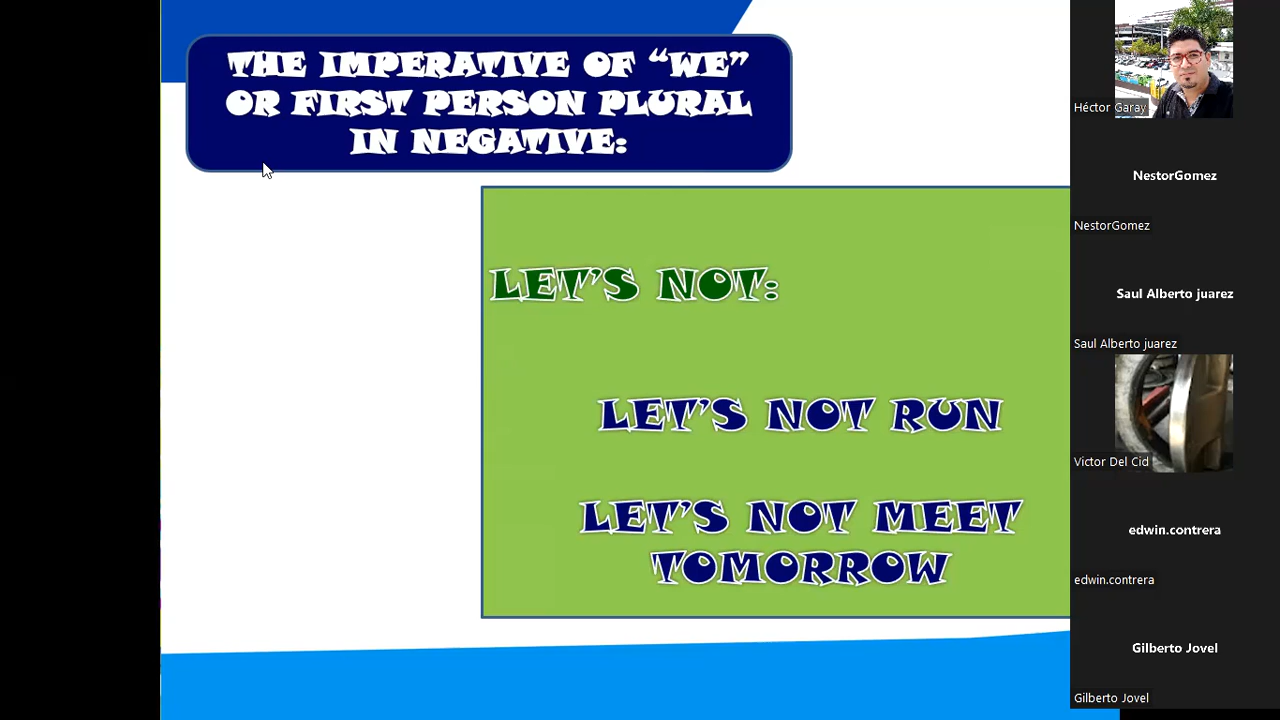 THE IMPERATIVE OF “WE”
OR FIRST PERSON PLURAL
IN NEGATIVE:
LET’S NOT:
LET’S NOT RUN
LET’S NOT MEET
TOMORROW
Héctor Garay
NestorGomez
NestorGomez
Saul Alberto juarez
Saul Alberto juarez
Victor Del Cid
edwin.contrera
edwin.contrera
Gilberto Jovel
Gilberto Jovel